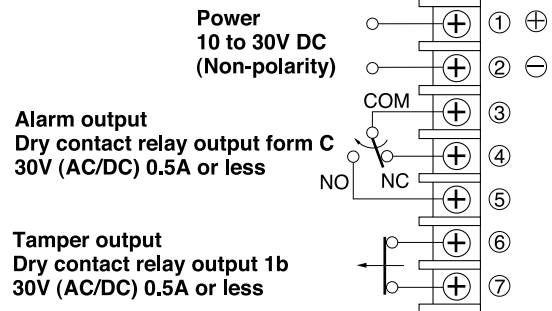 Power
10 to 30V DC
(Non-polarity)
① ⊕
② ⊖
COM
③
Alarm output
Dry contact relay output form C
30V (AC/DC) 0.5A or less
④
NO
NC
⑤
Tamper output
Dry contact relay output 1b
30V (AC/DC) 0.5A or less
⑥
⑦